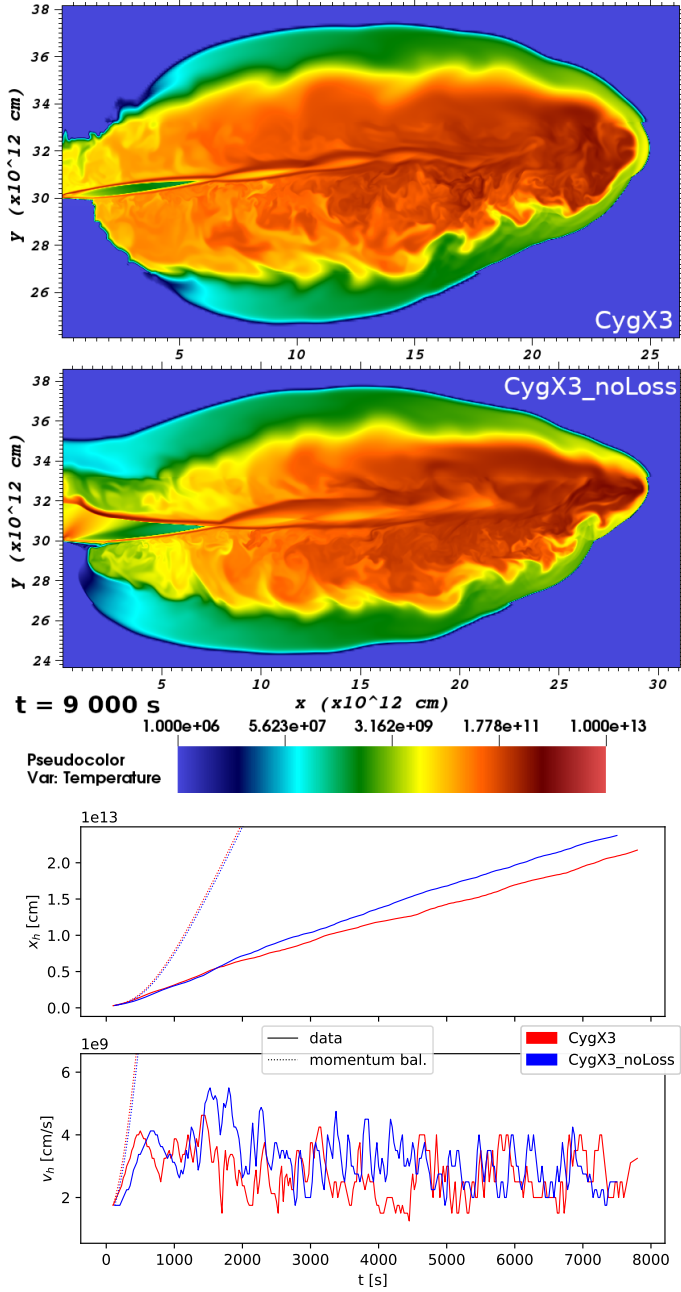 38
36
34
32
30
28
26
y (x10^12 cm)
CygX3
5 10 15 20 25
CygX3_noLoss
38
36
34
32
30
28
26
24
y (x10^12 cm)
5 10 15 20 25 30
x (x10^12 cm)
t = 9 000 s
1.000e+06 5.623e+07 3.162e+09 1.778e+11 1.000e+13
Pseudocolor
Var: Temperature
1e13
2.0
1.5
1.0
0.5
0.0
x_h [cm]
data
momentum bal.
CygX3
CygX3_noLoss
1e9
6
4
2
v_h [cm/s]
0 1000 2000 3000 4000 5000 6000 7000 8000
t [s]